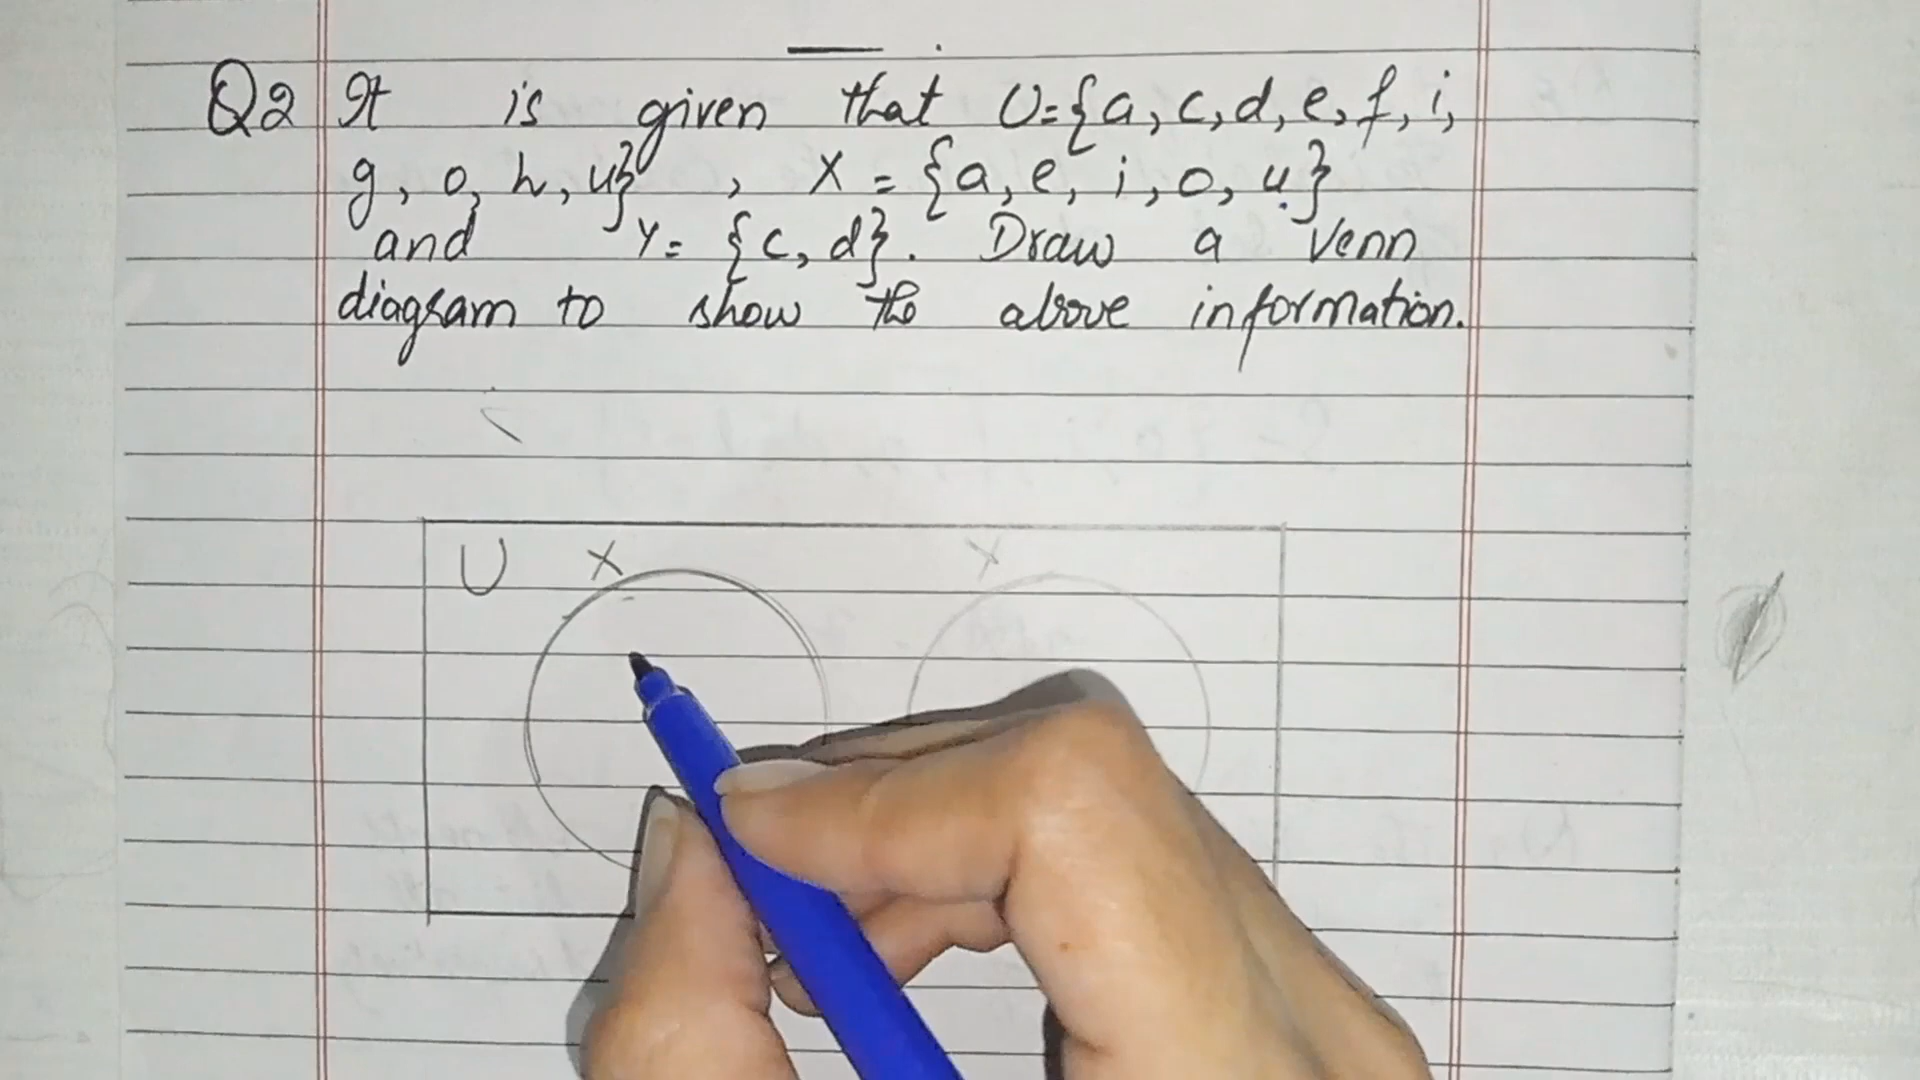 Q2 It is given that U={a, c, d, e, f, i,
g, o, h, u} , X = {a, e, i, o, u}
and Y= {c, d}. Draw a Venn
diagram to show the above information.
U X Y